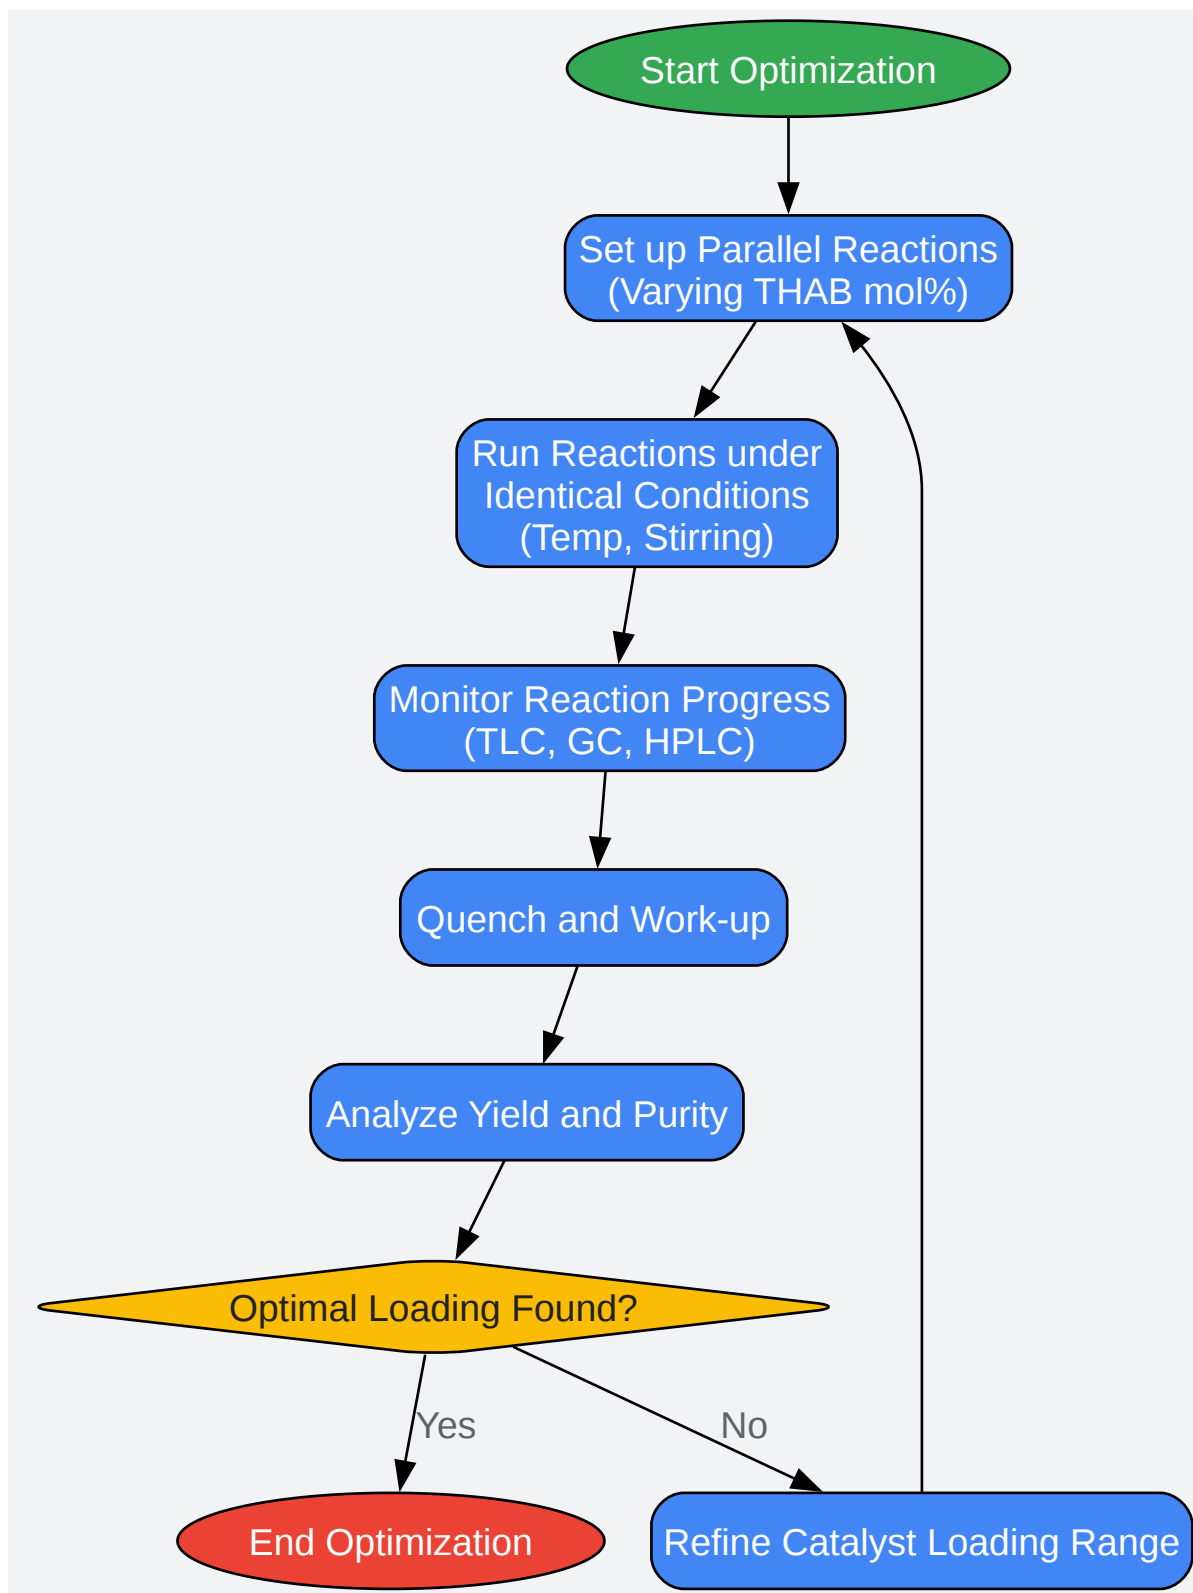 Start Optimization
Set up Parallel Reactions
(Varying THAB mol%)
Run Reactions under
Identical Conditions
(Temp, Stirring)
Monitor Reaction Progress
(TLC, GC, HPLC)
Quench and Work-up
Analyze Yield and Purity
Optimal Loading Found?
Yes
No
End Optimization
Refine Catalyst Loading Range